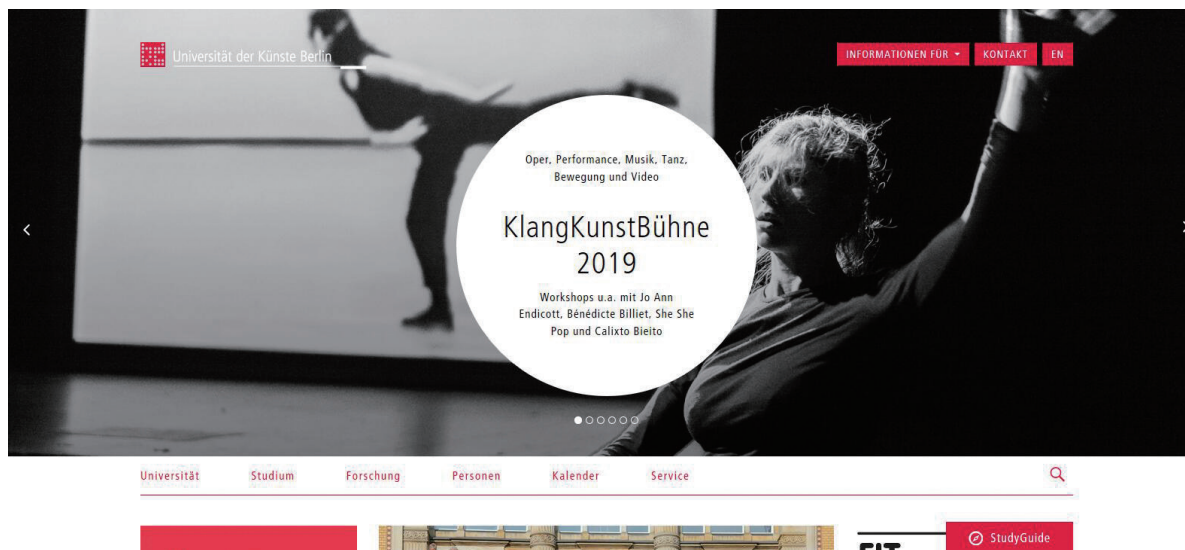 Universität der Künste Berlin
INFORMATIONEN FÜR
KONTAKT
EN
Oper, Performance, Musik, Tanz,
Bewegung und Video
KlangKunstBühne
2019
Workshops u.a. mit Jo Ann
Endicott, Bénédicte Billiet, She She
Pop und Calixto Bieito
Universität
Studium
Forschung
Personen
Kalender
Service
StudyGuide